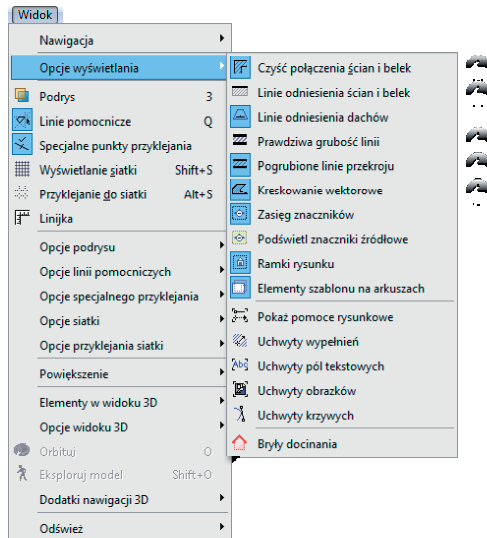 Widok
Nawigacja
Opcje wyświetlania
Podrys 3
Linie pomocnicze Q
Specjalne punkty przyklejania
Wyświetlanie siatki Shift+S
Przyklejanie do siatki Alt+S
Linijka
Opcje podrysu
Opcje linii pomocniczych
Opcje specjalnego przyklejania
Opcje siatki
Opcje przyklejania siatki
Powiększenie
Elementy w widoku 3D
Opcje widoku 3D
Orbituj O
Eksploruj model Shift+O
Dodatki nawigacji 3D
Odśwież
Czyść połączenia ścian i belek
Linie odniesienia ścian i belek
Linie odniesienia dachów
Prawdziwa grubość linii
Pogrubione linie przekroju
Kreskowanie wektorowe
Zasięg znaczników
Podświetl znaczniki źródłowe
Ramki rysunku
Elementy szablonu na arkuszach
Pokaż pomoce rysunkowe
Uchwyty wypełnień
Uchwyty pól tekstowych
Uchwyty obrazków
Uchwyty krzywych
Bryły docinania